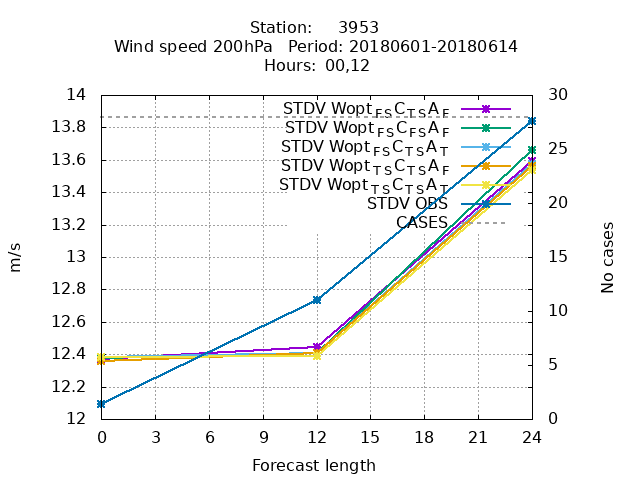 Station: 3953
Wind speed 200hPa Period: 20180601-20180614
Hours: 00,12
14
13.8
13.6
13.4
13.2
13
12.8
12.6
12.4
12.2
12
m/s
30
25
20
15
10
5
0
No cases
STDV Wopt_FS C_TS A_F
STDV Wopt_FS C_FS A_F
STDV Wopt_FS C_TS A_T
STDV Wopt_TS C_TS A_F
STDV Wopt_TS C_TS A_T
STDV OBS
CASES
0 3 6 9 12 15 18 21 24
Forecast length